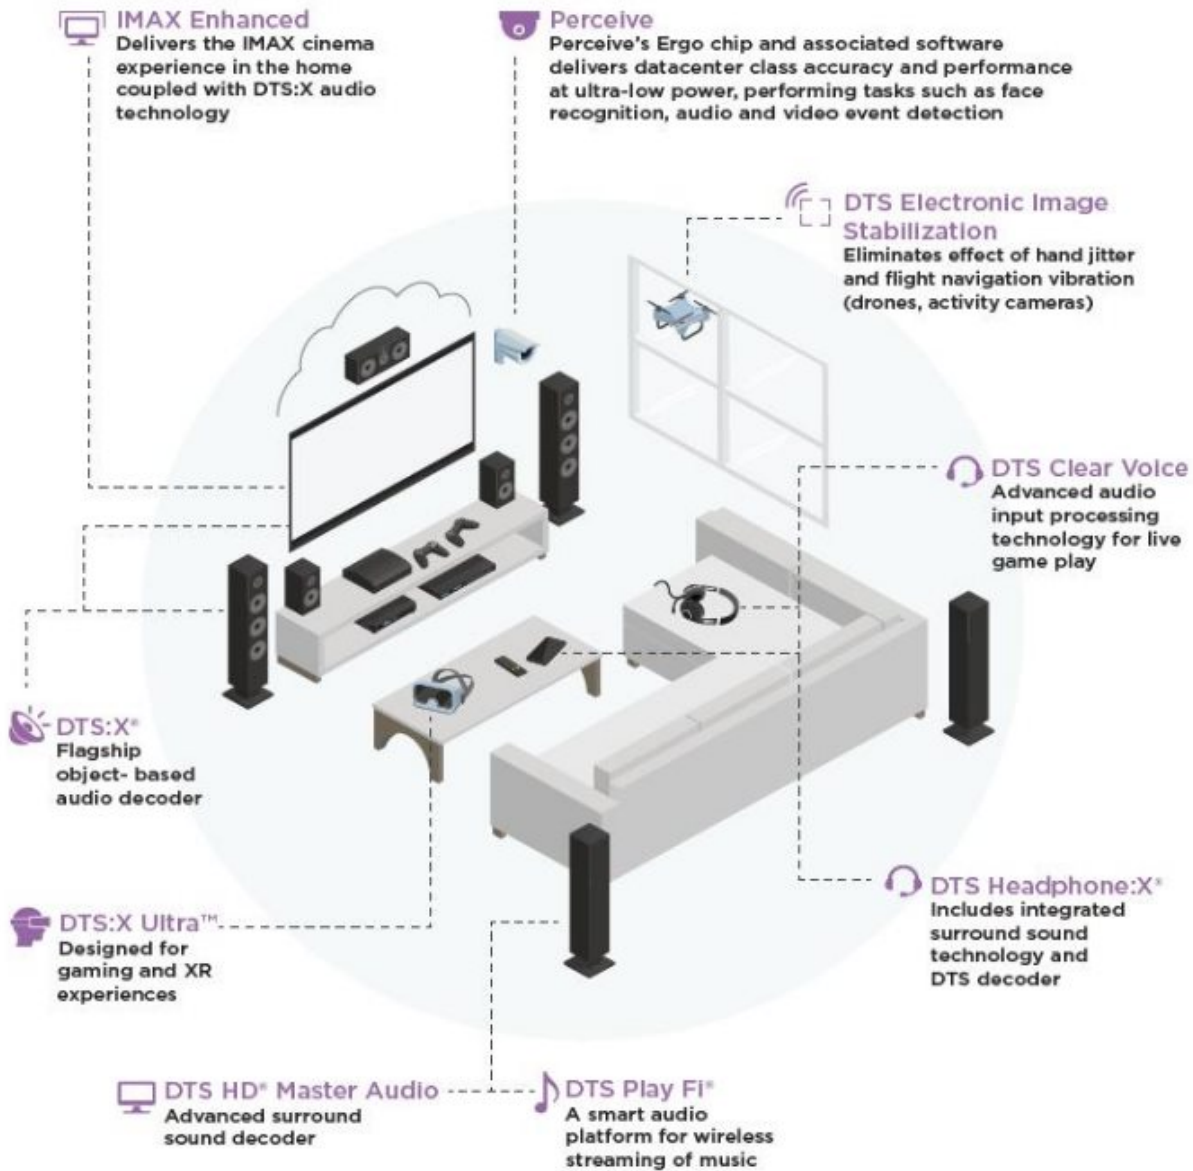 IMAX Enhanced
Delivers the IMAX cinema
experience in the home
coupled with DTS:X audio
technology
Perceive
Perceive's Ergo chip and associated software
delivers datacenter class accuracy and performance
at ultra-low power, performing tasks such as face
recognition, audio and video event detection
DTS Electronic Image
Stabilization
Eliminates effect of hand jitter
and flight navigation vibration
(drones, activity cameras)
DTS Clear Voice
Advanced audio
input processing
technology for live
game play
DTS:X®
Flagship
object- based
audio decoder
DTS Headphone:X®
Includes integrated
surround sound
technology and
DTS decoder
DTS:X Ultra™
Designed for
gaming and XR
experiences
DTS HD® Master Audio
Advanced surround
sound decoder
DTS Play Fi®
A smart audio
platform for wireless
streaming of music